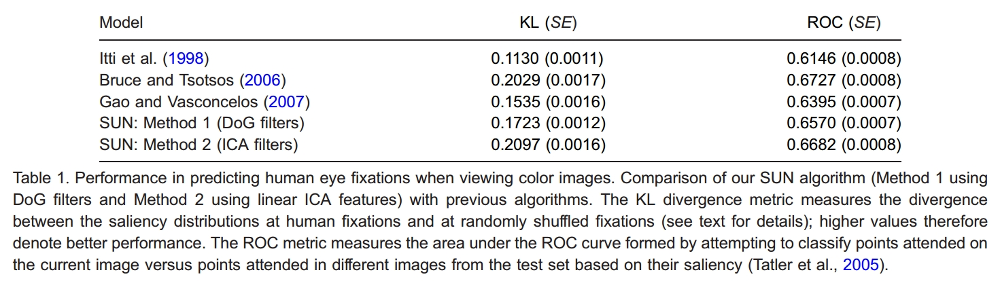 Model KL (SE) ROC (SE)
Itti et al. (1998) 0.1130 (0.0011) 0.6146 (0.0008)
Bruce and Tsotsos (2006) 0.2029 (0.0017) 0.6727 (0.0008)
Gao and Vasconcelos (2007) 0.1535 (0.0016) 0.6395 (0.0007)
SUN: Method 1 (DoG filters) 0.1723 (0.0012) 0.6570 (0.0007)
SUN: Method 2 (ICA filters) 0.2097 (0.0016) 0.6682 (0.0008)
Table 1. Performance in predicting human eye fixations when viewing color images. Comparison of our SUN algorithm (Method 1 using
DoG filters and Method 2 using linear ICA features) with previous algorithms. The KL divergence metric measures the divergence
between the saliency distributions at human fixations and at randomly shuffled fixations (see text for details); higher values therefore
denote better performance. The ROC metric measures the area under the ROC curve formed by attempting to classify points attended on
the current image versus points attended in different images from the test set based on their saliency (Tatler et al., 2005).